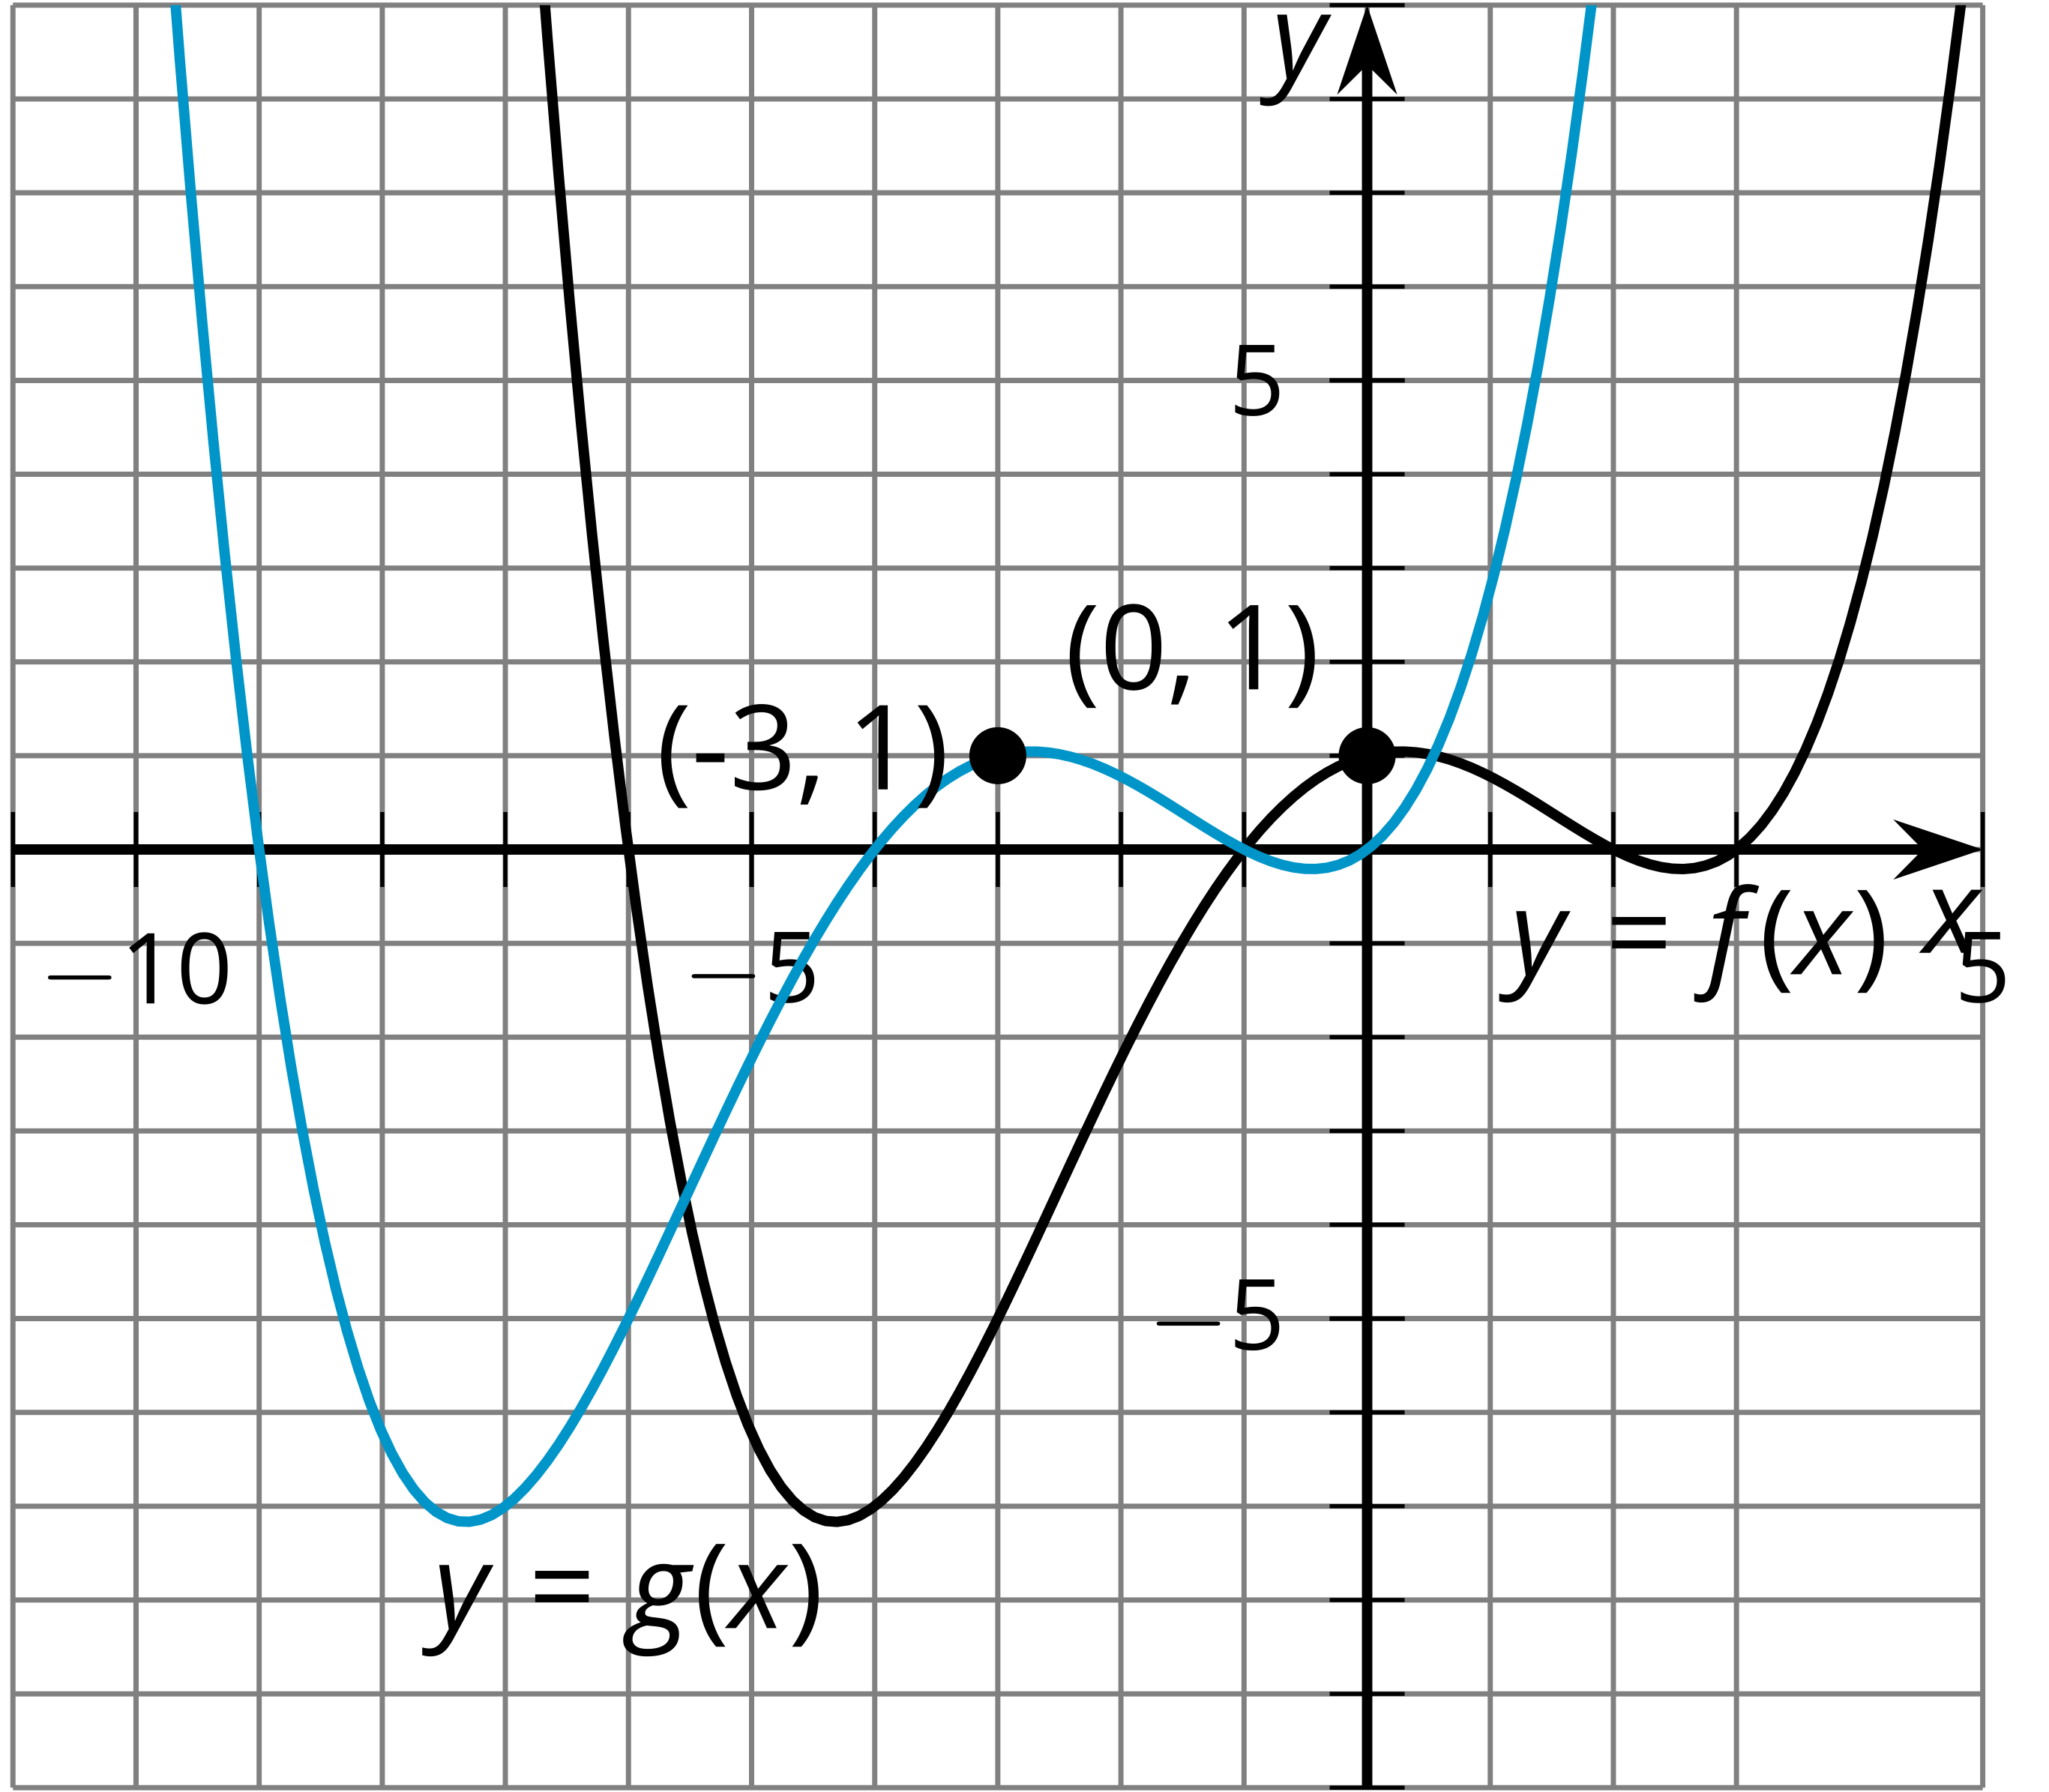 y
5
(0, 1)
(-3, 1)
y = f(x)
x
−10
−5
5
−5
y = g(x)